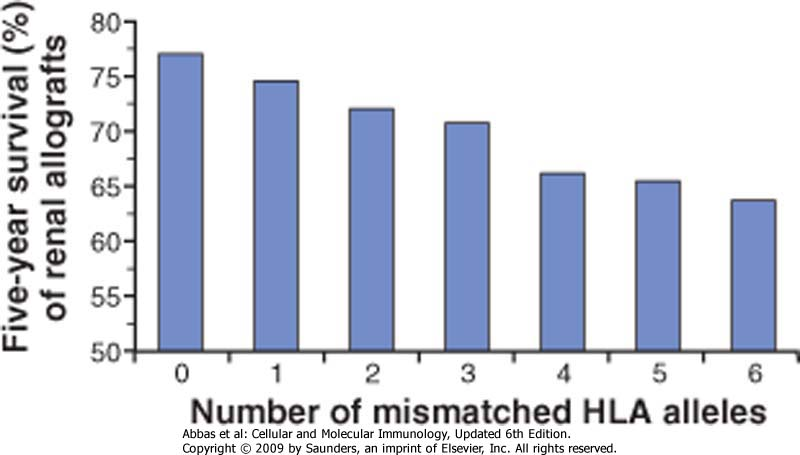 Five-year survival (%)
of renal allografts
80
75
70
65
60
55
50
0 1 2 3 4 5 6
Number of mismatched HLA alleles
Abbas et al: Cellular and Molecular Immunology, Updated 6th Edition.
Copyright © 2009 by Saunders, an imprint of Elsevier, Inc. All rights reserved.